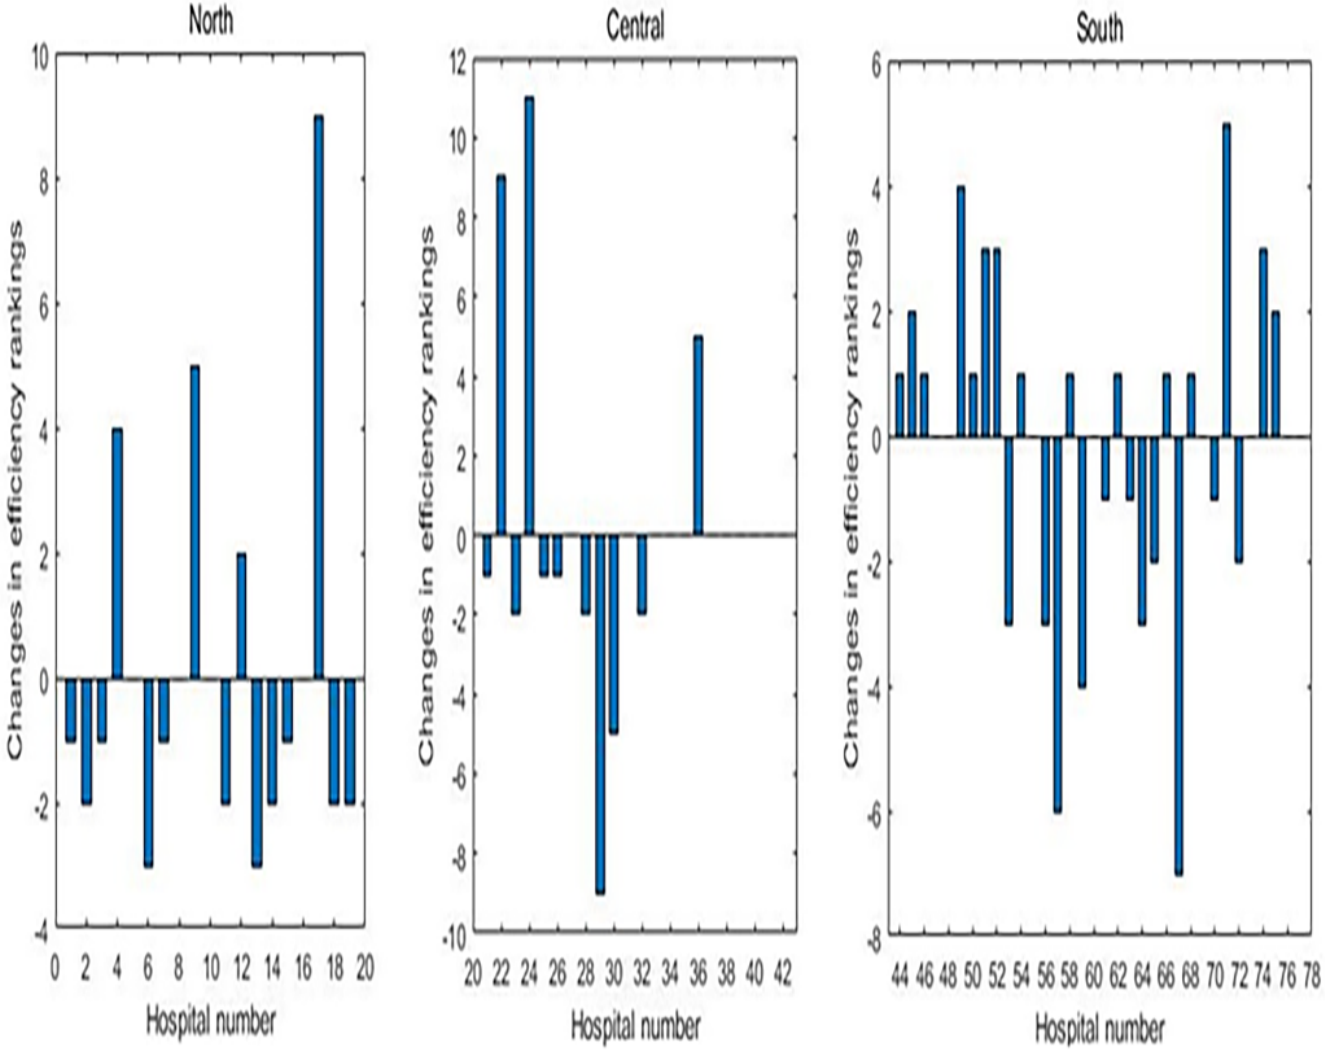 North
10
8
6
4
2
0
-2
-4
0 2 4 6 8 10 12 14 16 18 20
Hospital number
Changes in efficiency rankings
Central
12
10
8
6
4
2
0
-2
-4
-6
-8
-10
20 22 24 26 28 30 32 34 36 38 40 42
Hospital number
Changes in efficiency rankings
South
6
4
2
0
-2
-4
-6
-8
44 46 48 50 52 54 56 58 60 62 64 66 68 70 72 74 76 78
Hospital number
Changes in efficiency rankings